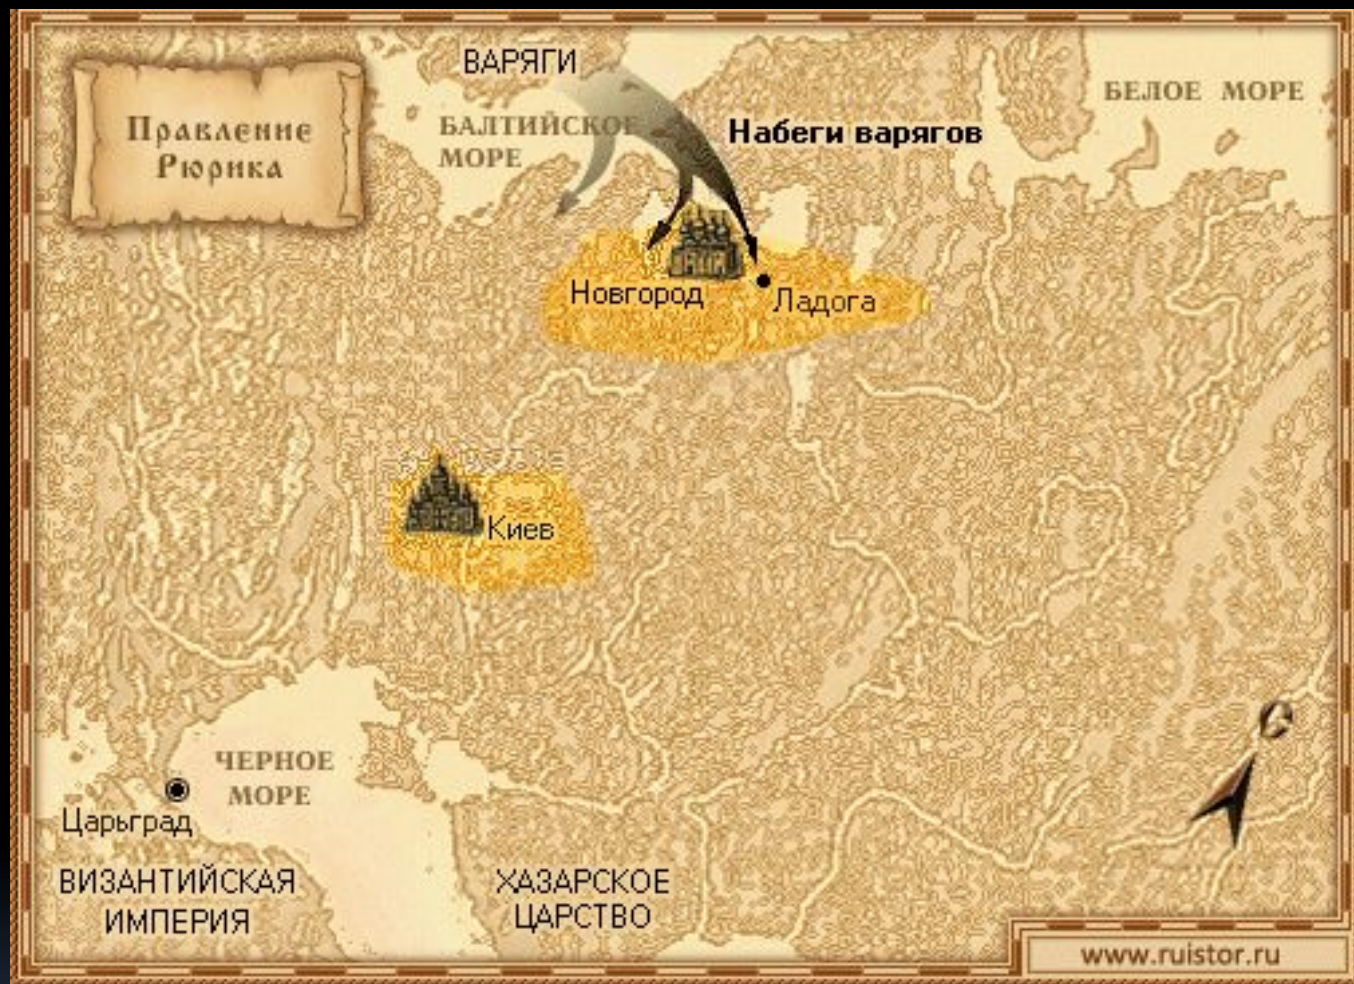 ВАРЯГИ
Правление
Рюрика
БАЛТИЙСКОЕ
МОРЕ
Набеги варягов
БЕЛОЕ МОРЕ
Новгород
Ладога
Киев
С
ЧЕРНОЕ
МОРЕ
Царьград
ВИЗАНТИЙСКАЯ
ИМПЕРИЯ
ХАЗАРСКОЕ
ЦАРСТВО
www.ruistor.ru